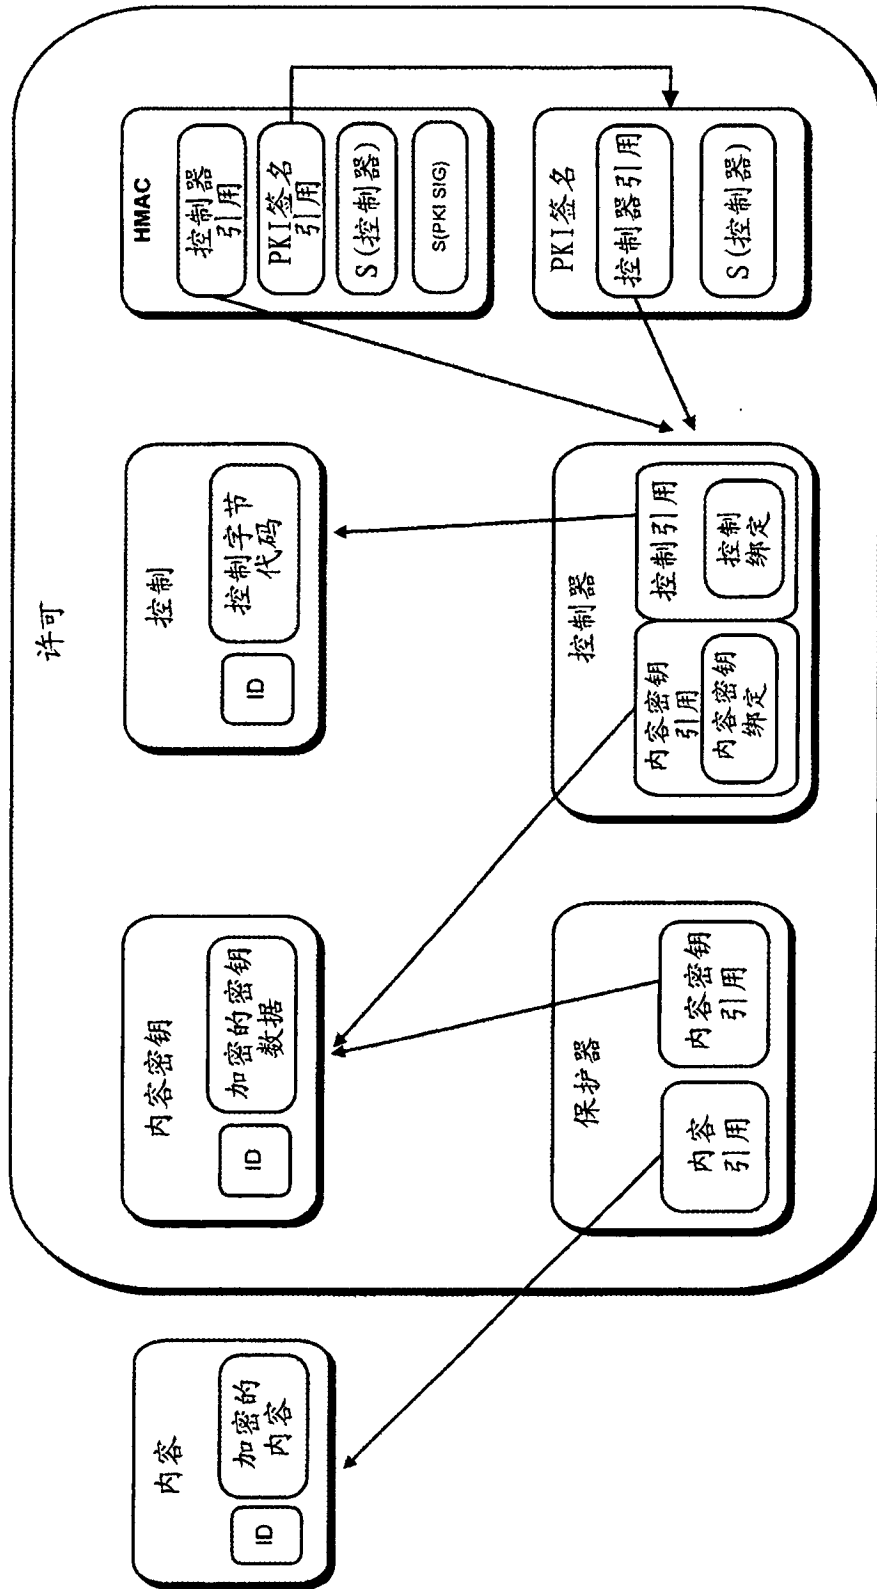 许可
内容
ID
加密的
内容
内容密钥
ID
加密的密钥
数据
控制
ID
控制字节
代码
HMAC
控制器
引用
PKI签名
引用
S(控制器)
S(PKI SIG)
保护器
内容
引用
内容密钥
引用
控制器
内容密钥
引用
内容密钥
绑定
控制引用
控制
绑定
PKI签名
控制器引用
S(控制器)